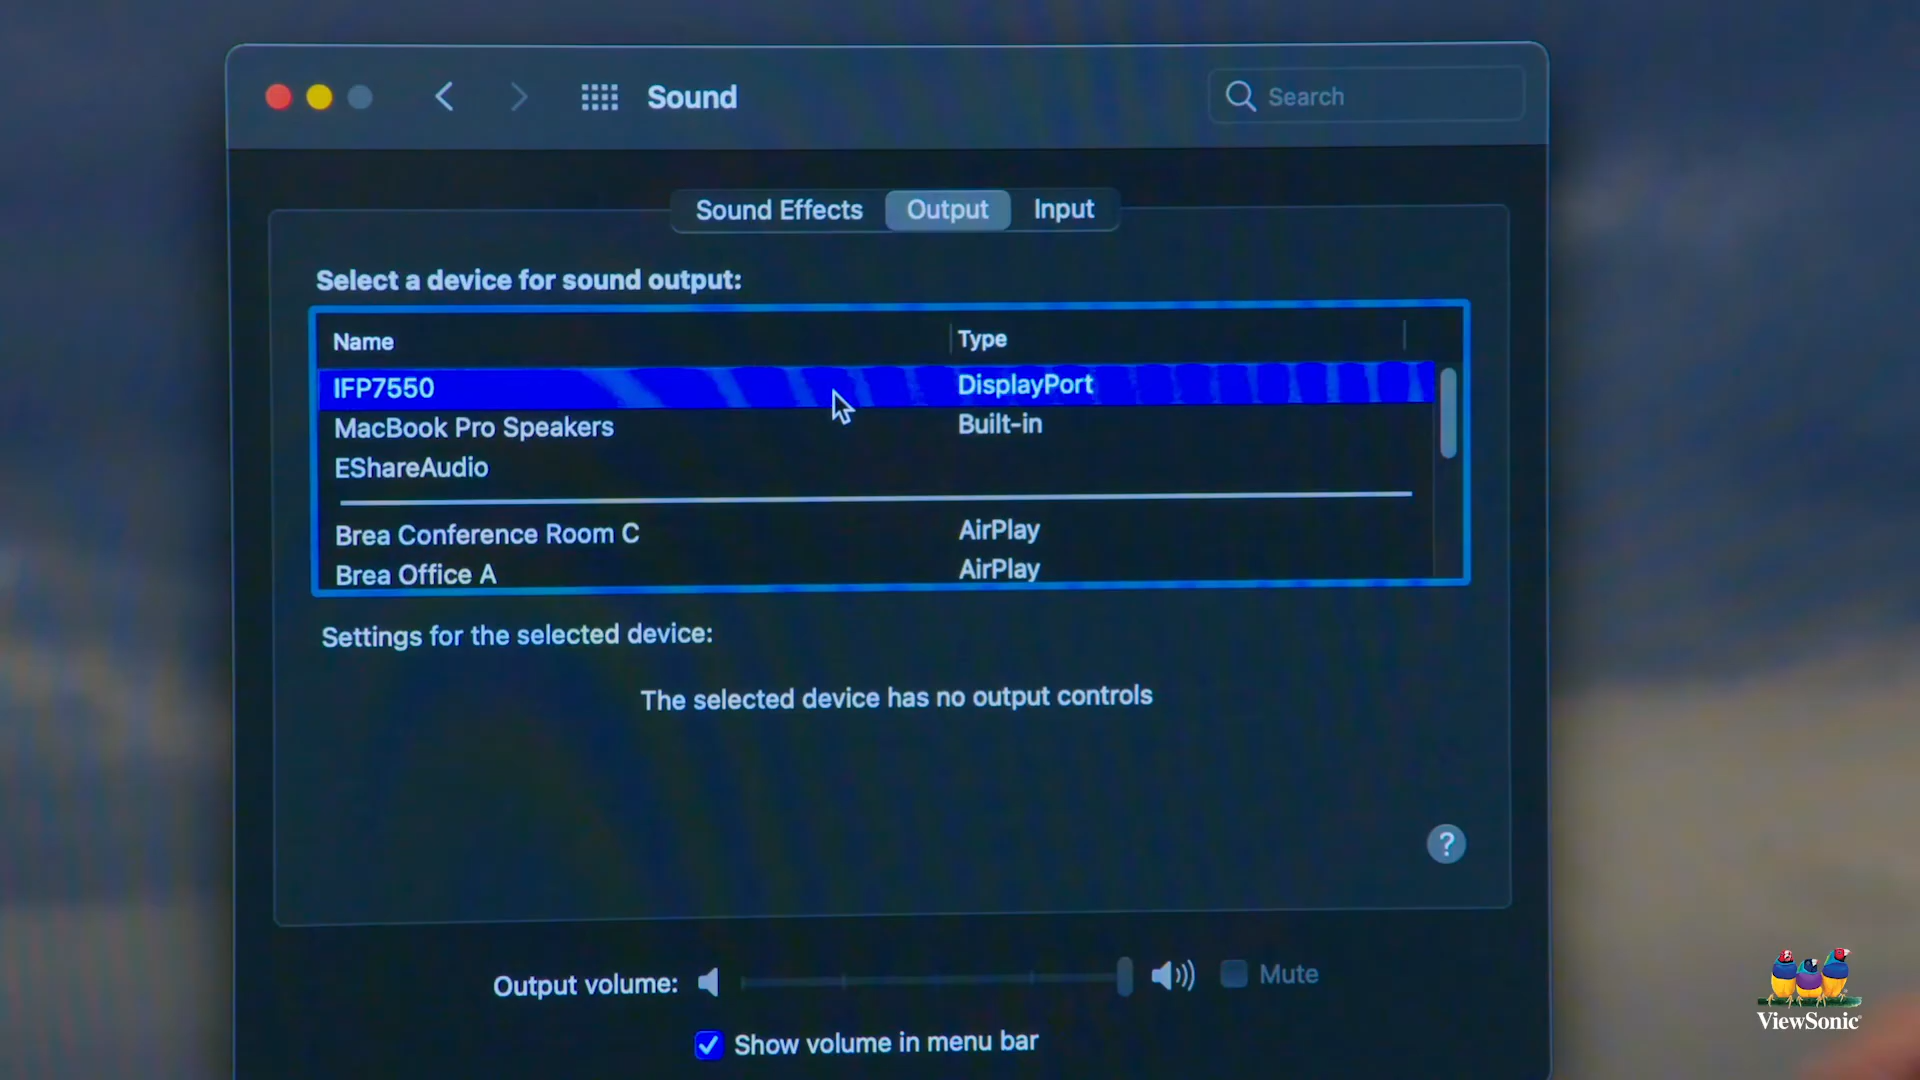 Sound
Search
Sound Effects Output Input
Select a device for sound output:
Name Type
IFP7550 DisplayPort
MacBook Pro Speakers Built-in
EShareAudio
Brea Conference Room C AirPlay
Brea Office A AirPlay
Settings for the selected device:
The selected device has no output controls
?
Output volume: Mute
Show volume in menu bar
ViewSonic